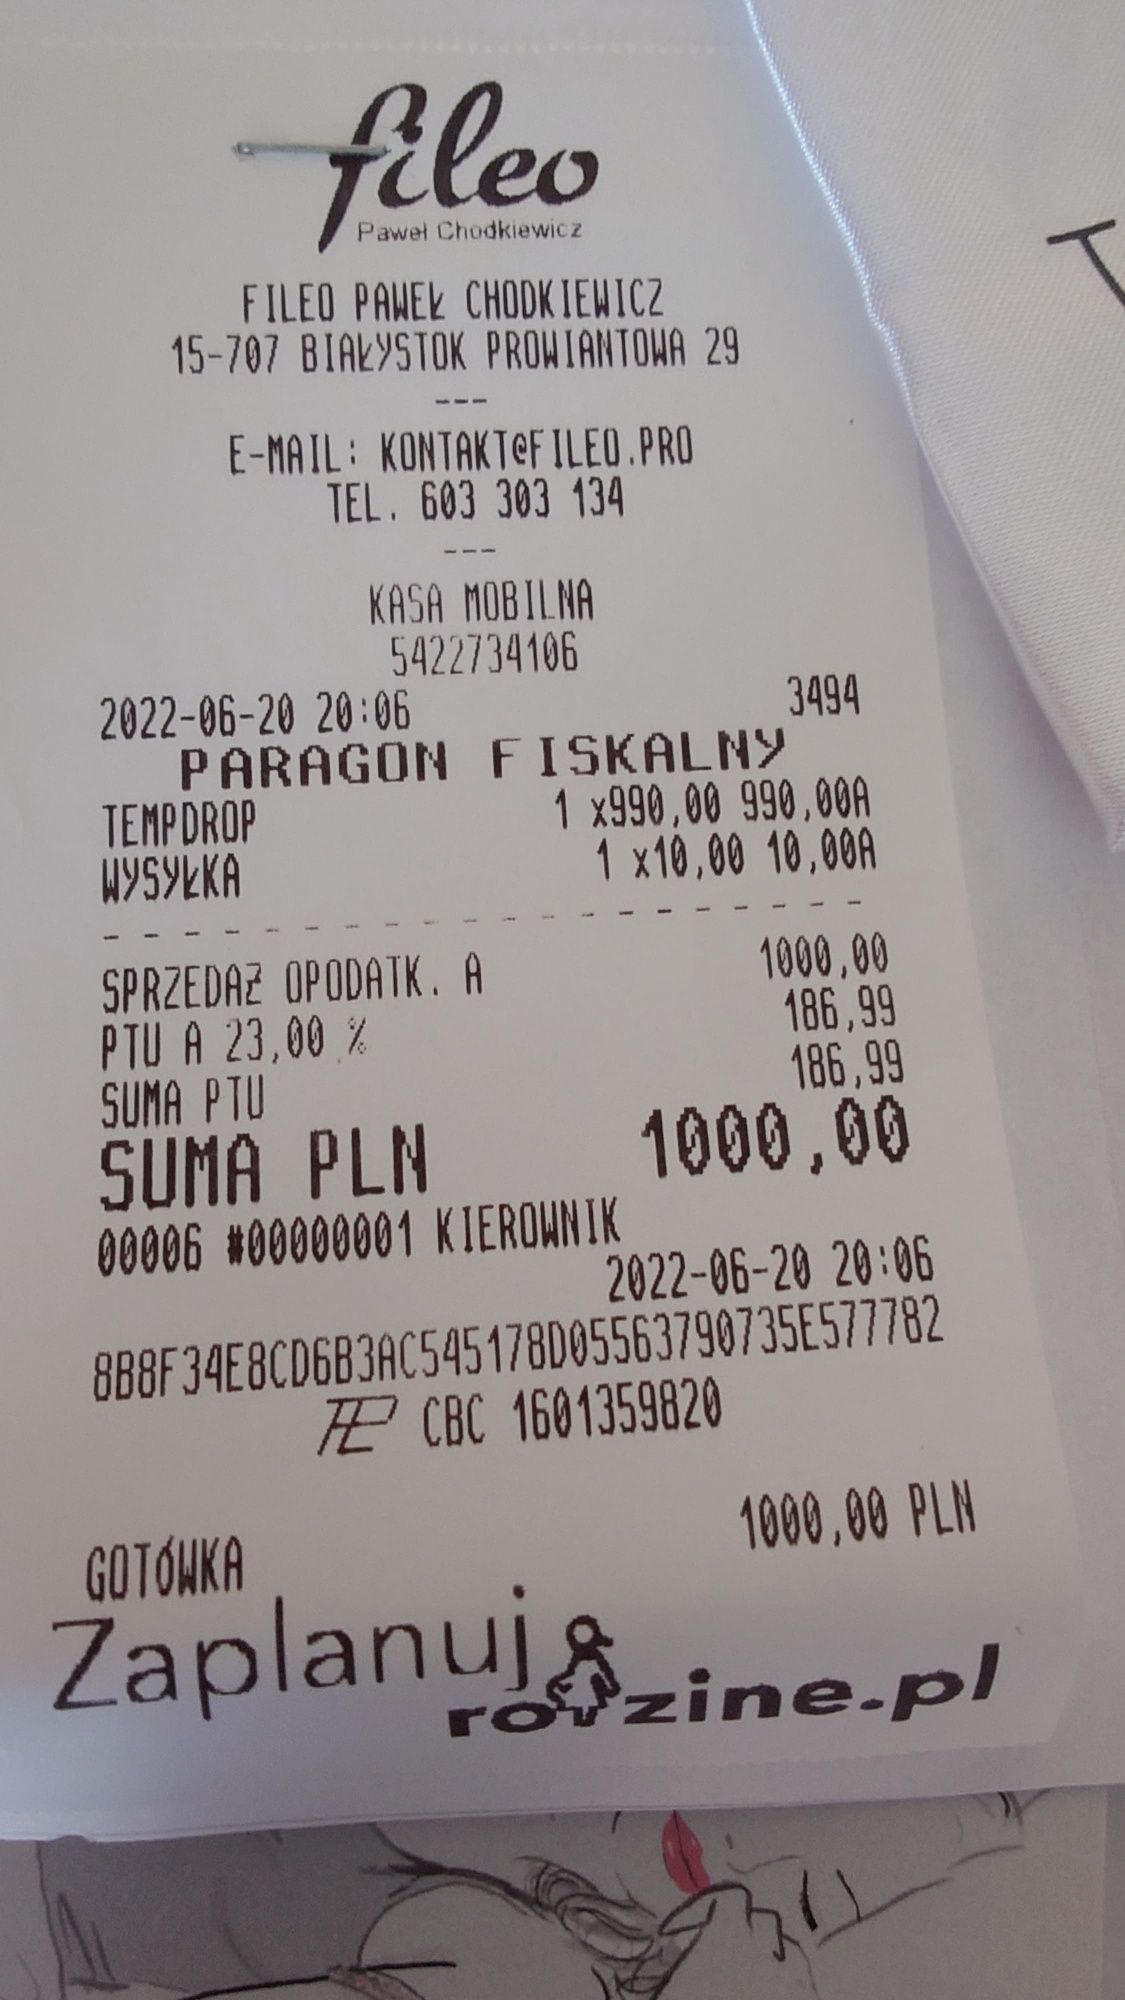 fileo
Paweł Chodkiewicz
FILEO PAWEŁ CHODKIEWICZ
15-707 BIAŁYSTOK PROWIANTOWA 29
---
E-MAIL: KONTAKT@FILEO.PRO
TEL. 603 303 134
---
KASA MOBILNA
5422734106
2022-06-20 20:06 3494
PARAGON FISKALNY
TEMPDROP 1 x990,00 990,00A
WYSYŁKA 1 x10,00 10,00A
SPRZEDAŻ OPODATK. A 1000,00
PTU A 23,00 % 186,99
SUMA PTU 186,99
SUMA PLN 1000,00
00006 #00000001 KIEROWNIK
2022-06-20 20:06
8B8F34E8CD6B3AC545178D05563790735E577782
CBC 1601359820
GOTÓWKA 1000,00 PLN
Zaplanuj
rodzine.pl